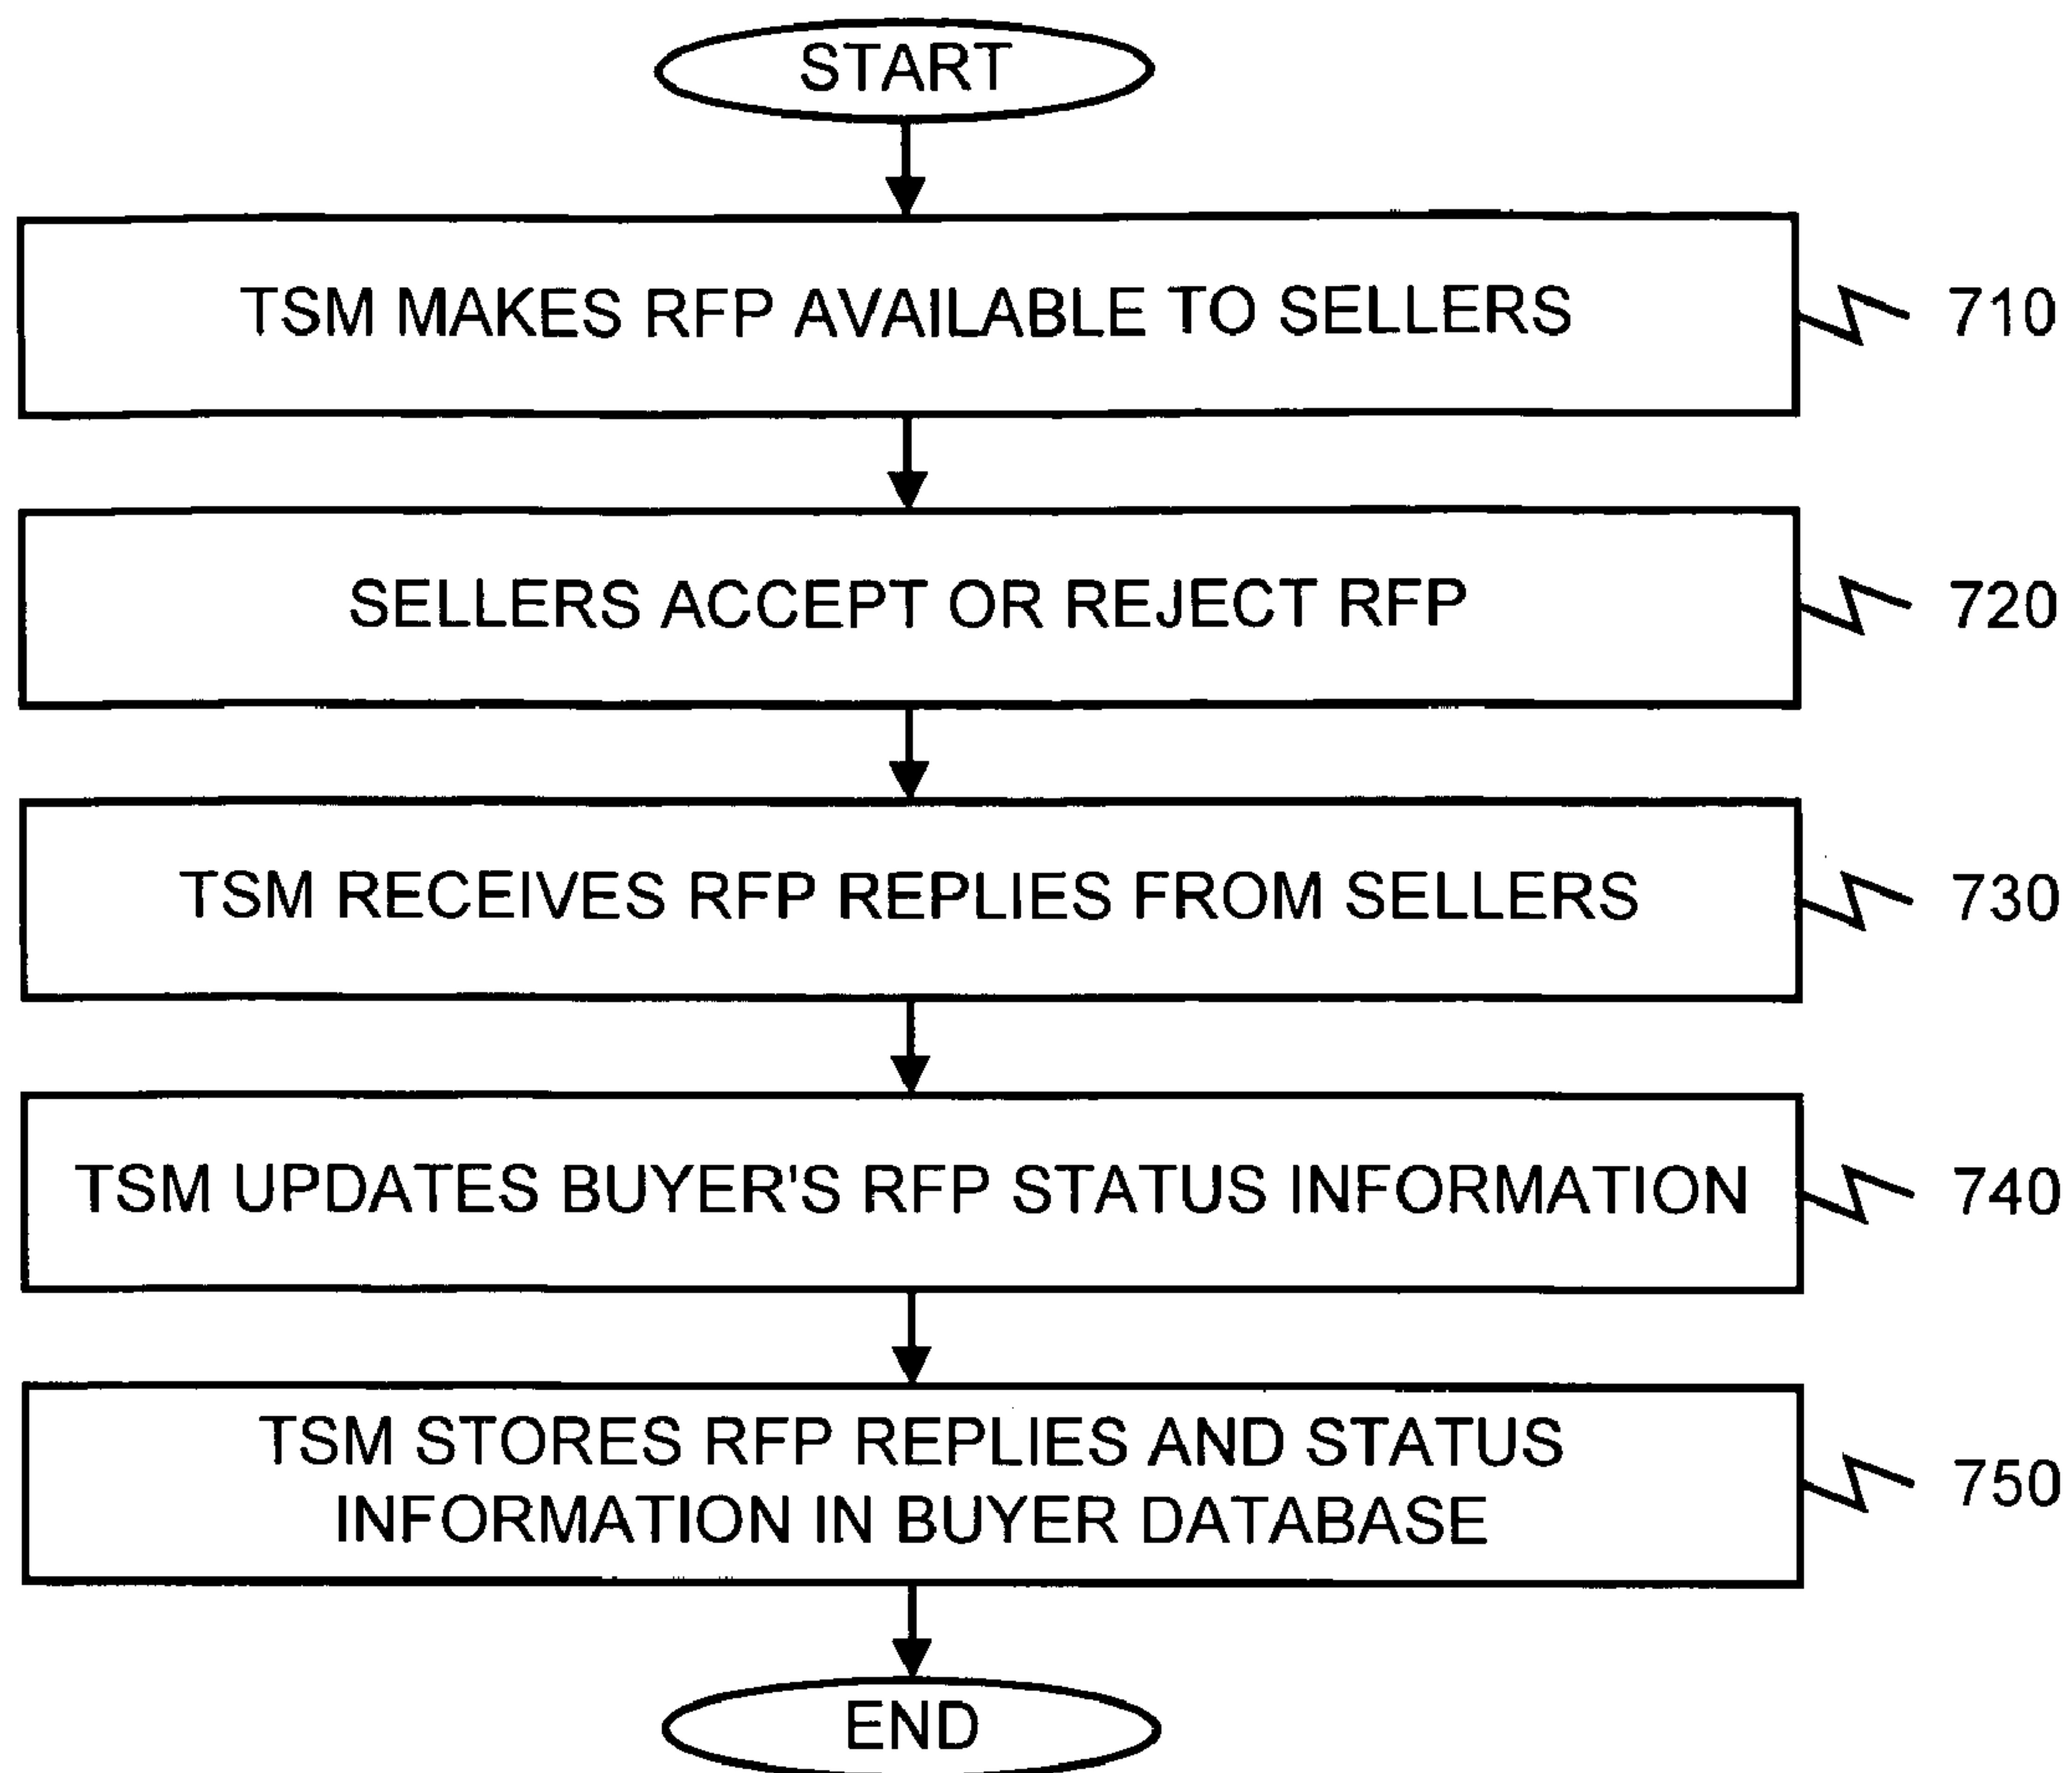 START
TSM MAKES RFP AVAILABLE TO SELLERS
710
SELLERS ACCEPT OR REJECT RFP
720
TSM RECEIVES RFP REPLIES FROM SELLERS
730
TSM UPDATES BUYER'S RFP STATUS INFORMATION
740
TSM STORES RFP REPLIES AND STATUS
INFORMATION IN BUYER DATABASE
750
END